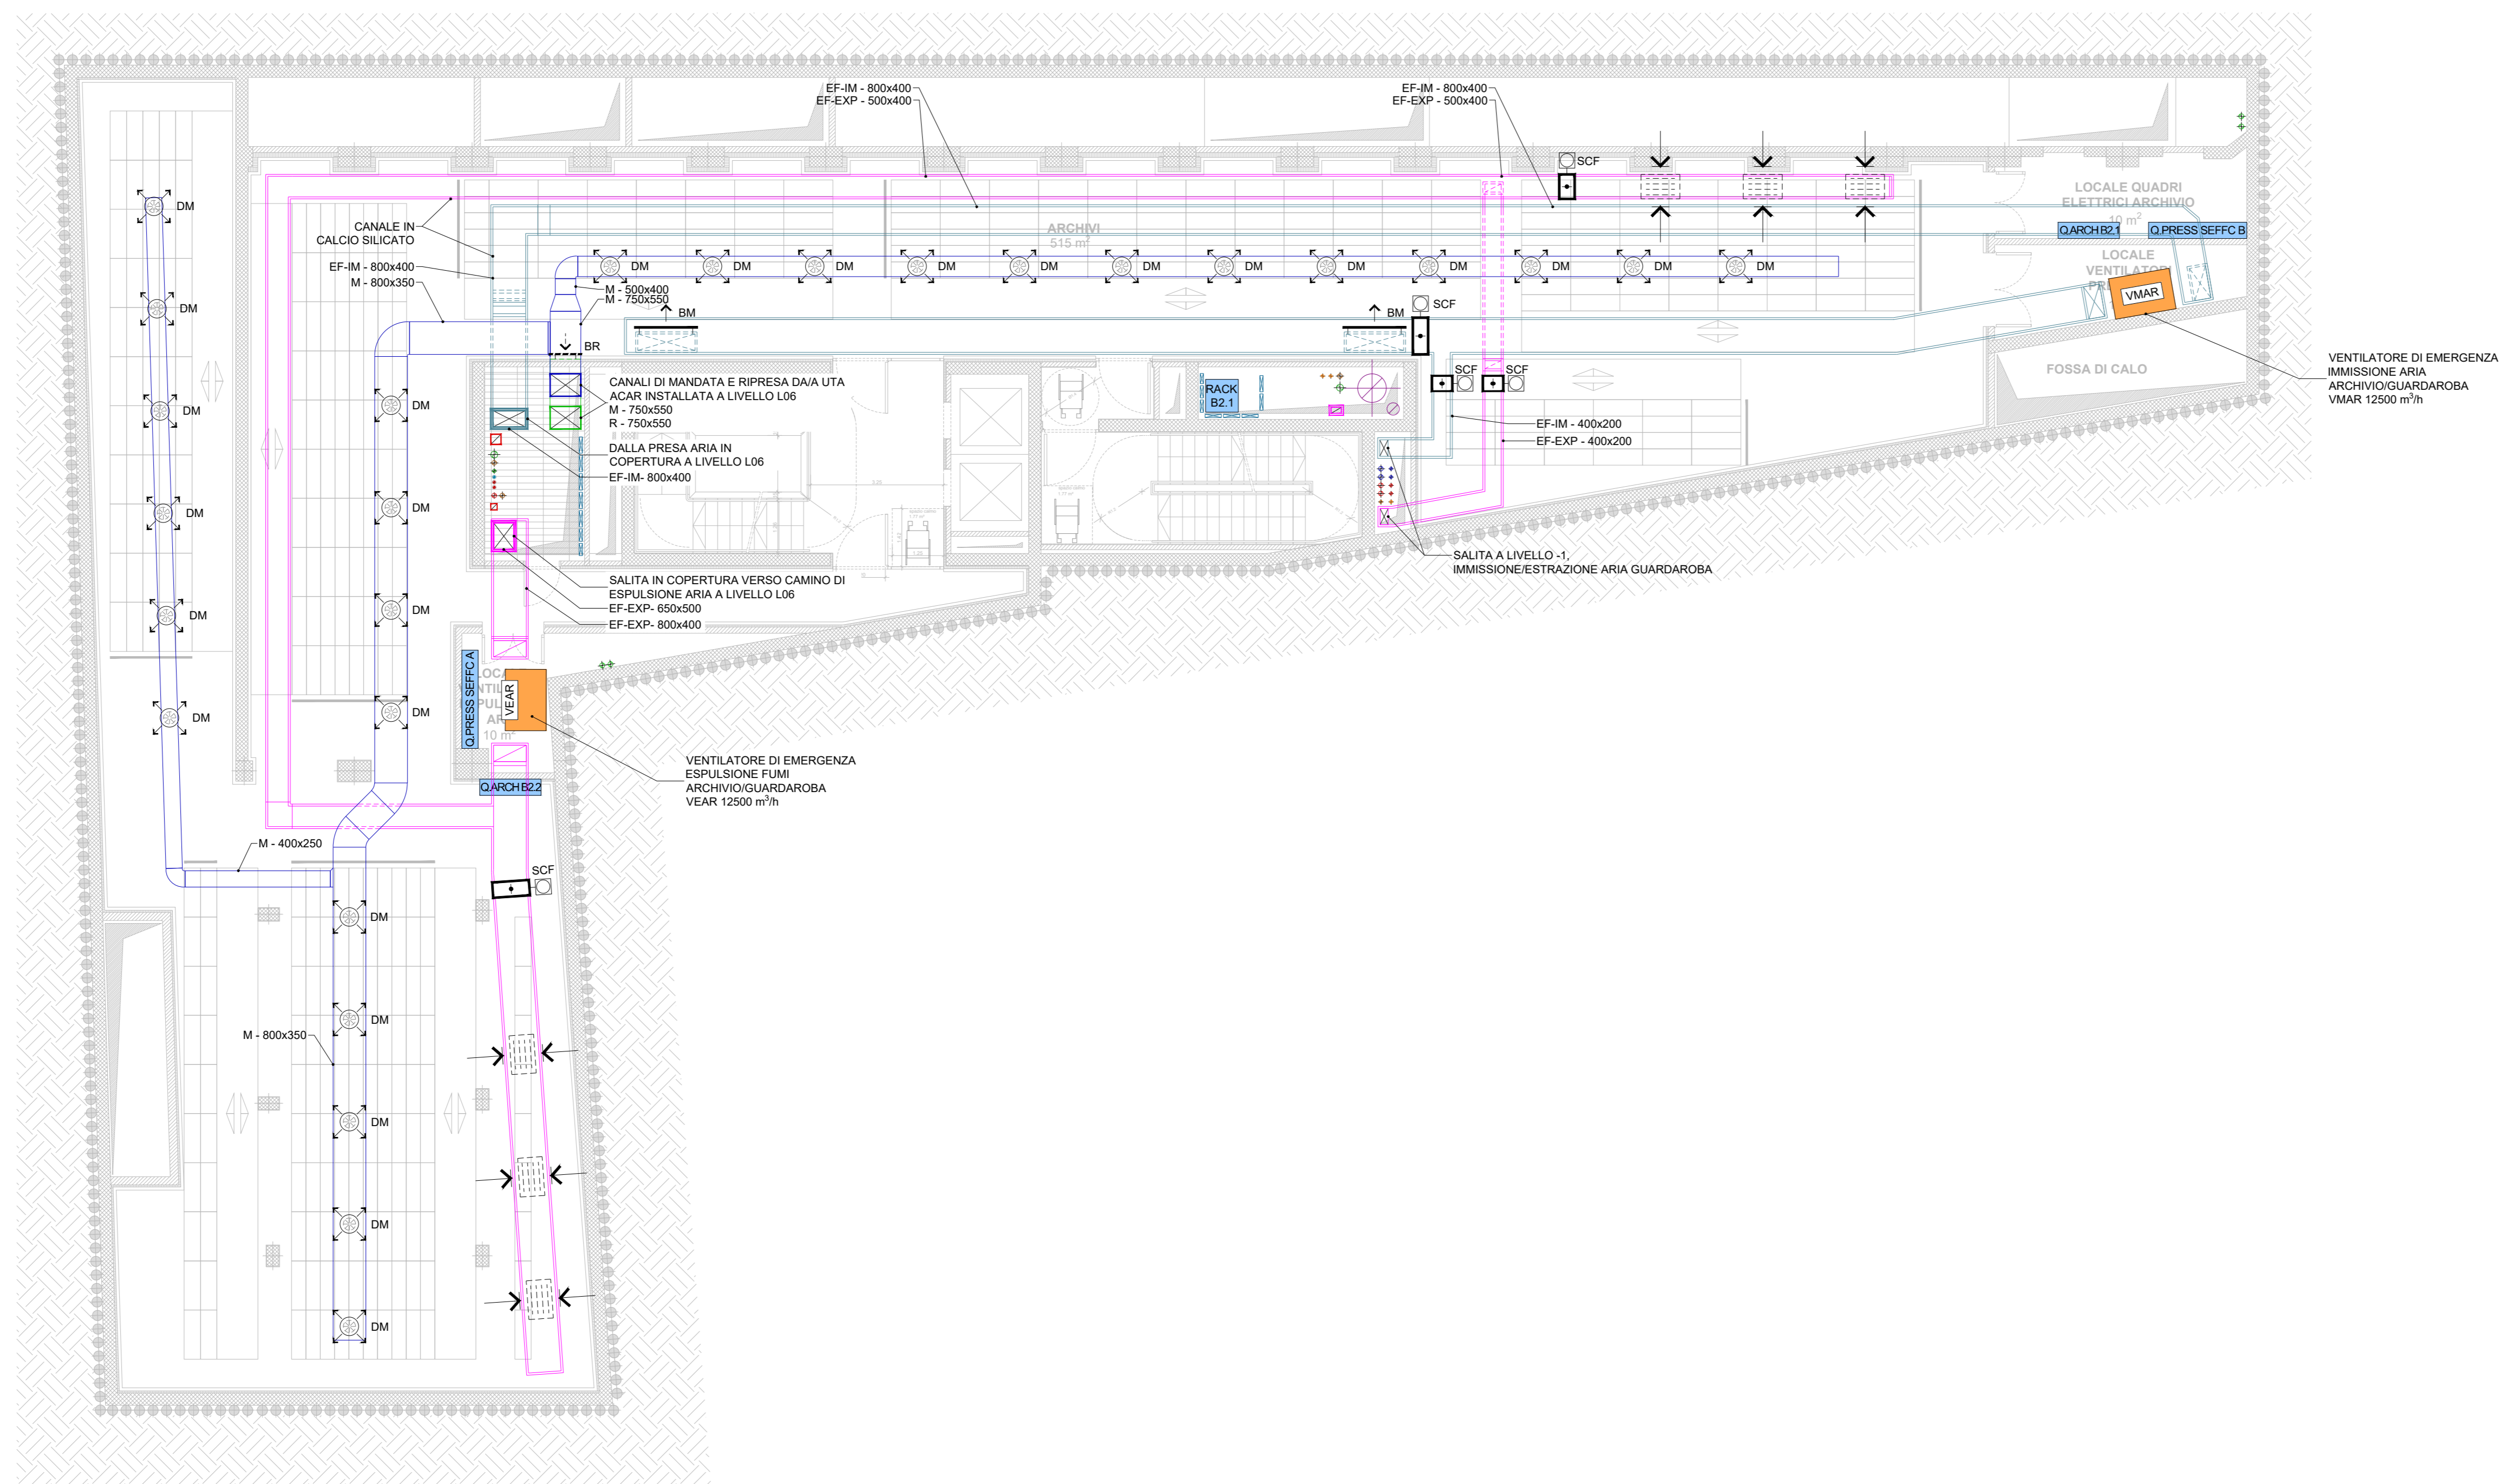 EF-IM - 800x400
EF-EXP - 500x400
EF-IM - 800x400
EF-EXP - 500x400
SCF
LOCALE QUADRI
ELETTRICI ARCHIVIO
10 m²
Q.ARCH B2.1
Q.PRESS SEFFC B
LOCALE
VENTILATORI
VMAR
FOSSA DI CALO
VENTILATORE DI EMERGENZA
IMMISSIONE ARIA
ARCHIVIO/GUARDAROBA
VMAR 12500 m³/h
DM
DM
DM
DM
DM
DM
CANALE IN
CALCIO SILICATO
EF-IM - 800x400
M - 800x350
ARCHIVI
515 m²
DM
DM
DM
DM
DM
DM
DM
DM
DM
DM
DM
DM
M - 500x400
M - 750x550
BM
BM
SCF
BR
CANALI DI MANDATA E RIPRESA DA/A UTA
ACAR INSTALLATA A LIVELLO L06
M - 750x550
R - 750x550
DALLA PRESA ARIA IN
COPERTURA A LIVELLO L06
EF-IM- 800x400
RACK
B2.1
SCF
SCF
EF-IM - 400x200
EF-EXP - 400x200
SALITA A LIVELLO -1,
IMMISSIONE/ESTRAZIONE ARIA GUARDAROBA
SALITA IN COPERTURA VERSO CAMINO DI
ESPULSIONE ARIA A LIVELLO L06
EF-EXP- 650x500
EF-EXP- 800x400
DM
DM
DM
DM
Q.PRESS SEFFC A
VEAR
10 m²
Q.ARCH B2.2
VENTILATORE DI EMERGENZA
ESPULSIONE FUMI
ARCHIVIO/GUARDAROBA
VEAR 12500 m³/h
M - 400x250
SCF
DM
DM
M - 800x350
DM
DM
DM